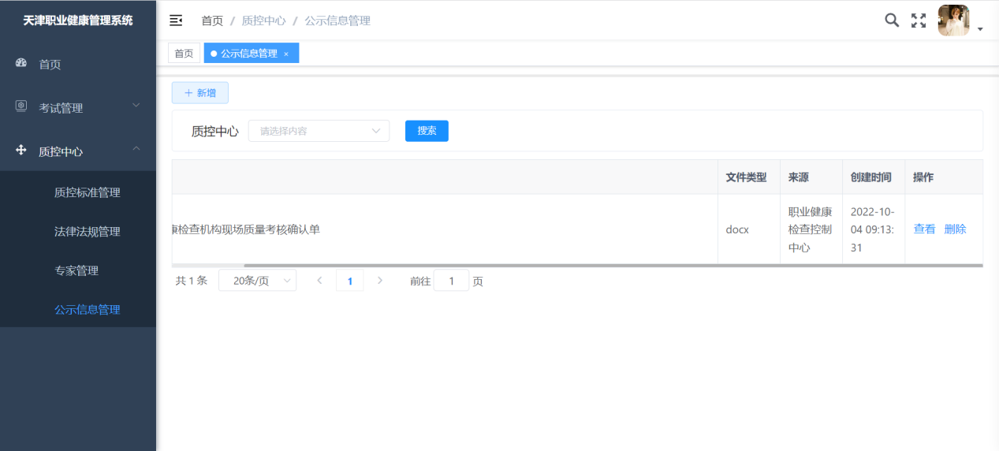 天津职业健康管理系统
首页 / 质控中心 / 公示信息管理
首页
公示信息管理 ×
首页
考试管理
质控中心
质控标准管理
法律法规管理
专家管理
公示信息管理
+ 新增
质控中心 请选择内容 搜索
文件类型 来源 创建时间 操作
康检查机构现场质量考核确认单
docx
职业健康
检查控制
中心
2022-10-
04 09:13:
31
查看 删除
共 1 条 20条/页 1 前往 1 页